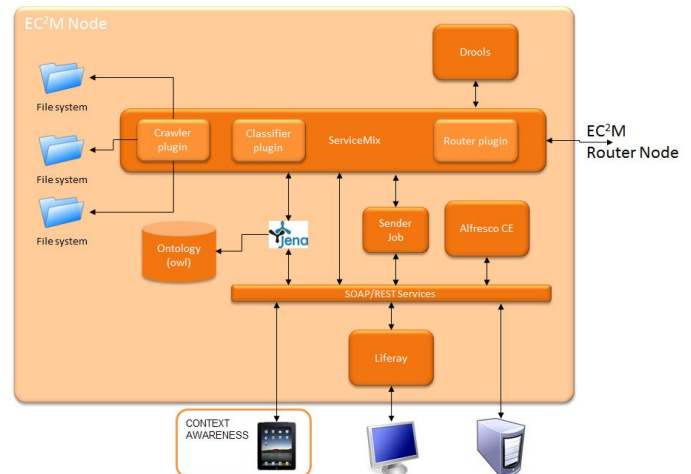 EC²M Node
File system
File system
File system
Drools
Crawler
plugin
Classifier
plugin
ServiceMix
Router plugin
EC²M
Router Node
Ontology
(owl)
jena
Sender
Job
Alfresco CE
SOAP/REST Services
Liferay
CONTEXT
AWARENESS